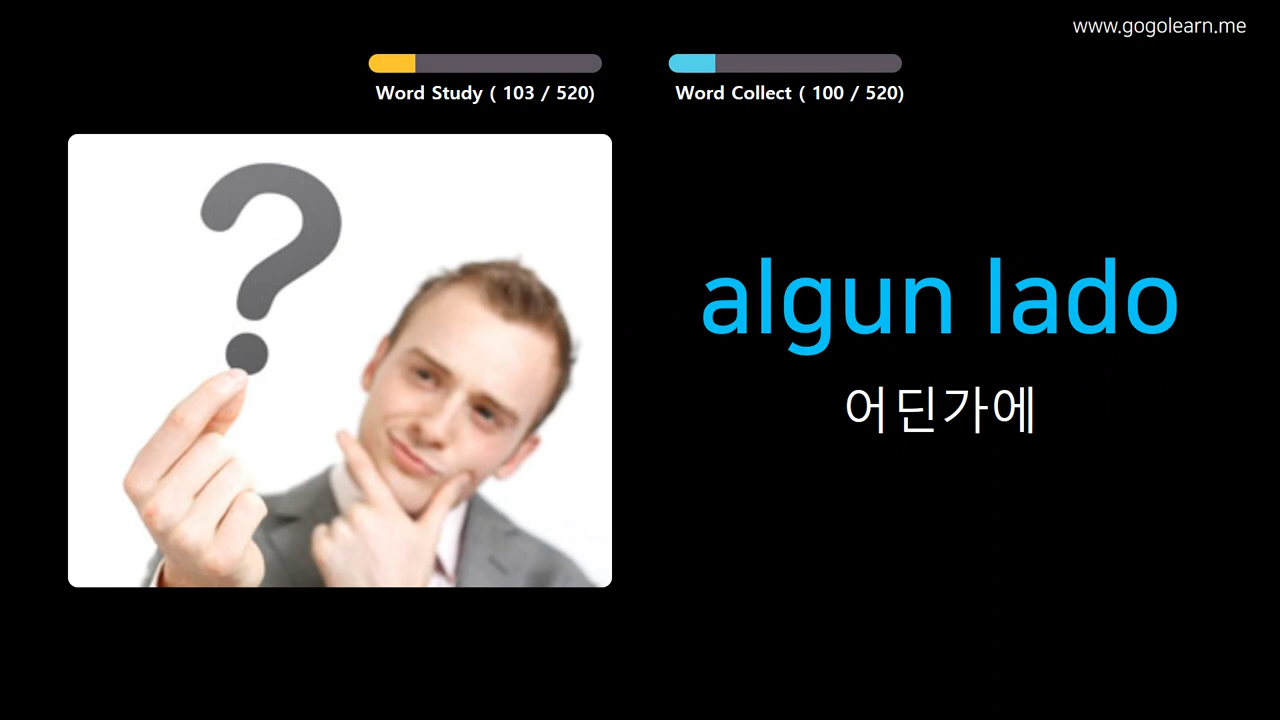 www.gogolearn.me
Word Study ( 103 / 520)
Word Collect ( 100 / 520)
?
algun lado
어딘가에